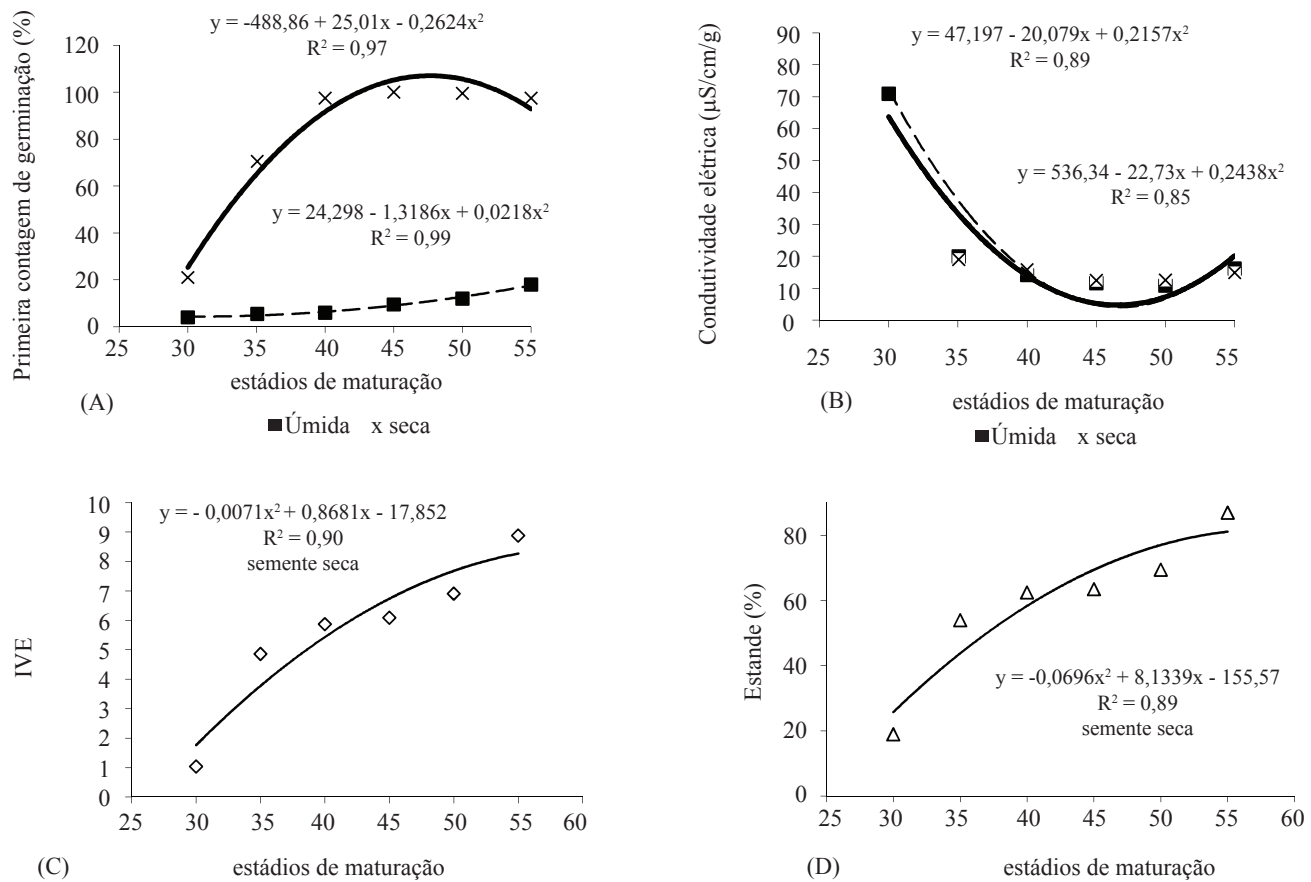 y = -488,86 + 25,01x - 0,2624x²
R² = 0,97
Primeira contagem de germinação (%)
120
100
80
60
40
20
0
y = 24,298 - 1,3186x + 0,0218x²
R² = 0,99
25 30 35 40 45 50 55
estádios de maturação
(A)
■Úmida x seca
y = 47,197 - 20,079x + 0,2157x²
R² = 0,89
Condutividade elétrica (µS/cm/g)
90
80
70
60
50
40
30
20
10
0
y = 536,34 - 22,73x + 0,2438x²
R² = 0,85
25 30 35 40 45 50 55
(B)
estádios de maturação
■Úmida x seca
y = - 0,0071x² + 0,8681x - 17,852
R² = 0,90
semente seca
IVE
10
9
8
7
6
5
4
3
2
1
0
25 30 35 40 45 50 55 60
(C)
estádios de maturação
Estande (%)
80
60
40
20
0
y = -0,0696x² + 8,1339x - 155,57
R² = 0,89
semente seca
25 30 35 40 45 50 55 60
(D)
estádios de maturação